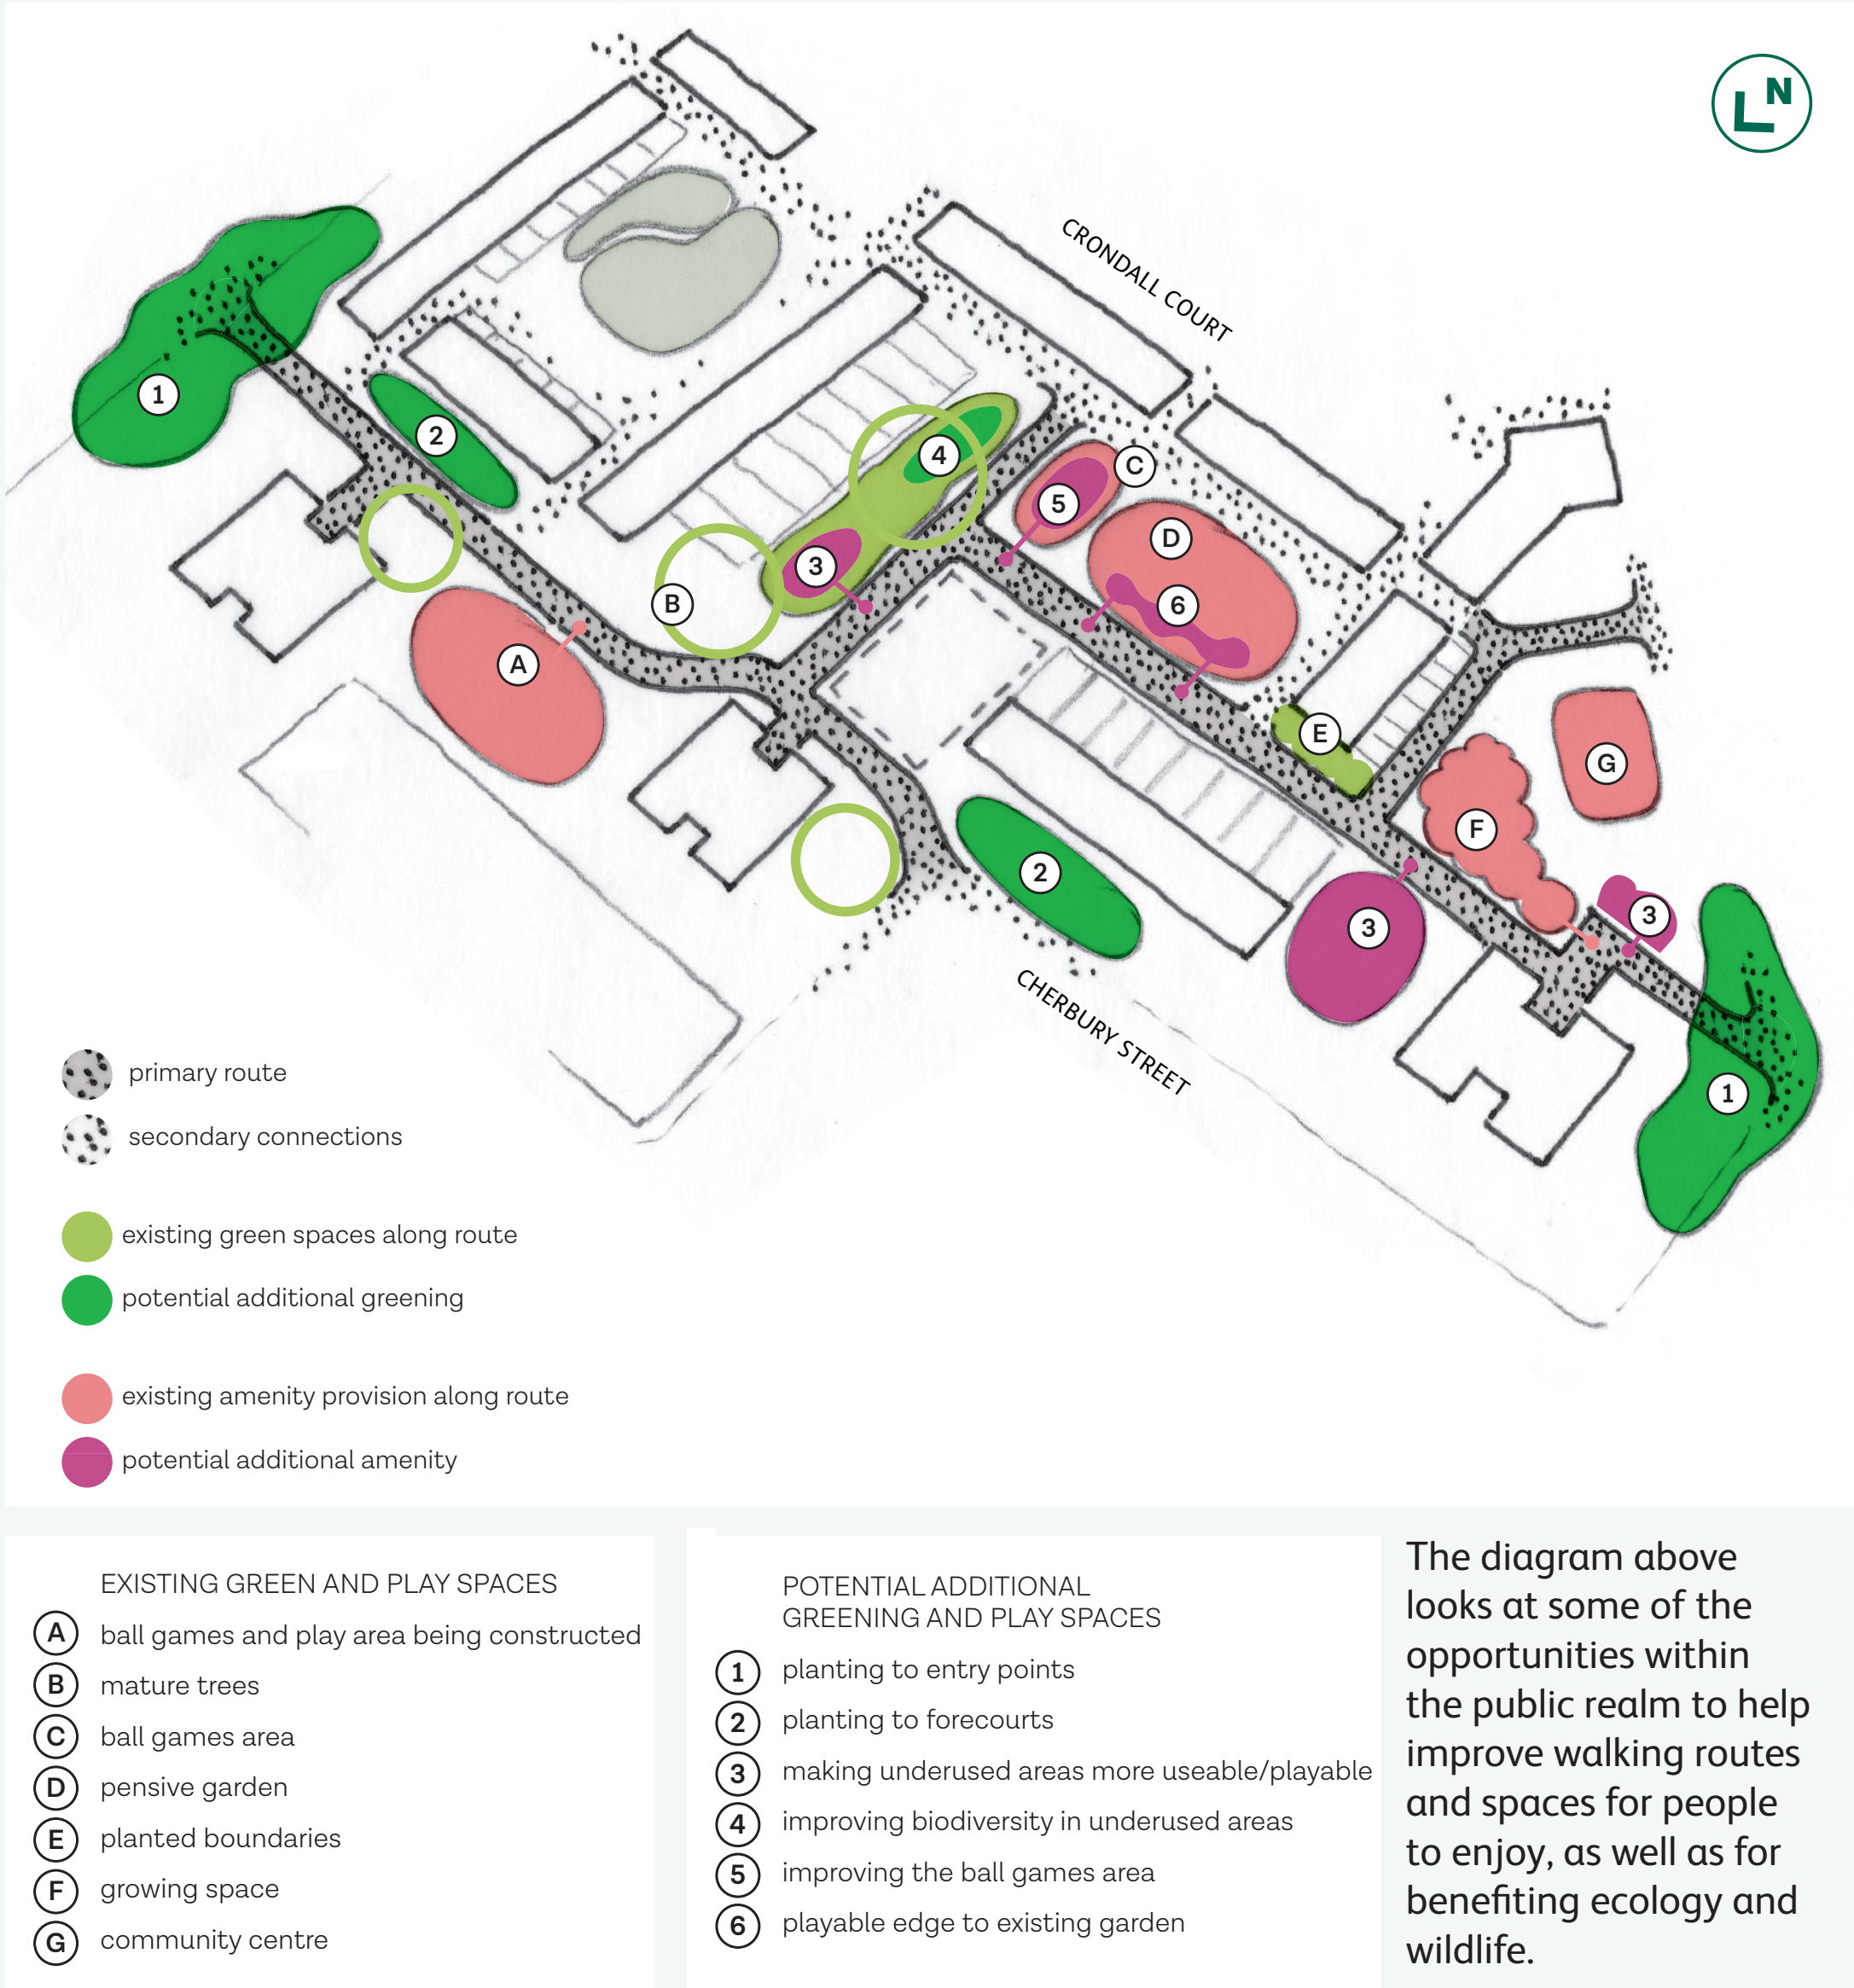 LN
CRONDALL COURT
1
2
4
C
5
D
3
B
6
A
E
G
F
2
3
3
1
CHERBURY STREET
primary route
secondary connections
existing green spaces along route
potential additional greening
existing amenity provision along route
potential additional amenity
EXISTING GREEN AND PLAY SPACES
A ball games and play area being constructed
B mature trees
C ball games area
D pensive garden
E planted boundaries
F growing space
G community centre
POTENTIAL ADDITIONAL
GREENING AND PLAY SPACES
1 planting to entry points
2 planting to forecourts
3 making underused areas more useable/playable
4 improving biodiversity in underused areas
5 improving the ball games area
6 playable edge to existing garden
The diagram above
looks at some of the
opportunities within
the public realm to help
improve walking routes
and spaces for people
to enjoy, as well as for
benefiting ecology and
wildlife.